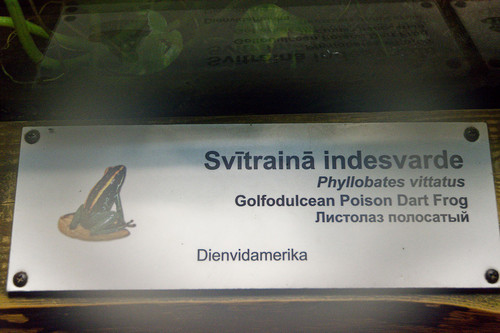 Svītrainā indesvarde
Phyllobates vittatus
Golfodulcean Poison Dart Frog
Листолаз полосатый
Dienvidamerika